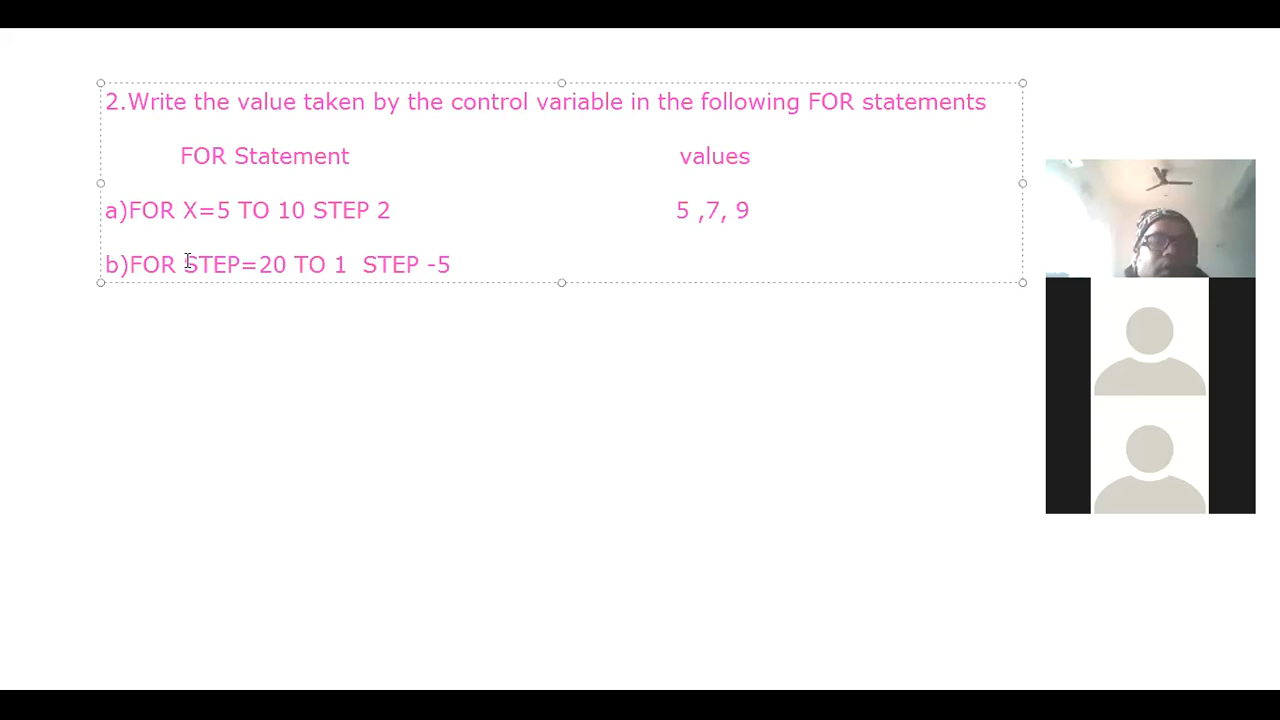 2.Write the value taken by the control variable in the following FOR statements
FOR Statement values
a)FOR X=5 TO 10 STEP 2 5 ,7, 9
b)FOR STEP=20 TO 1 STEP -5